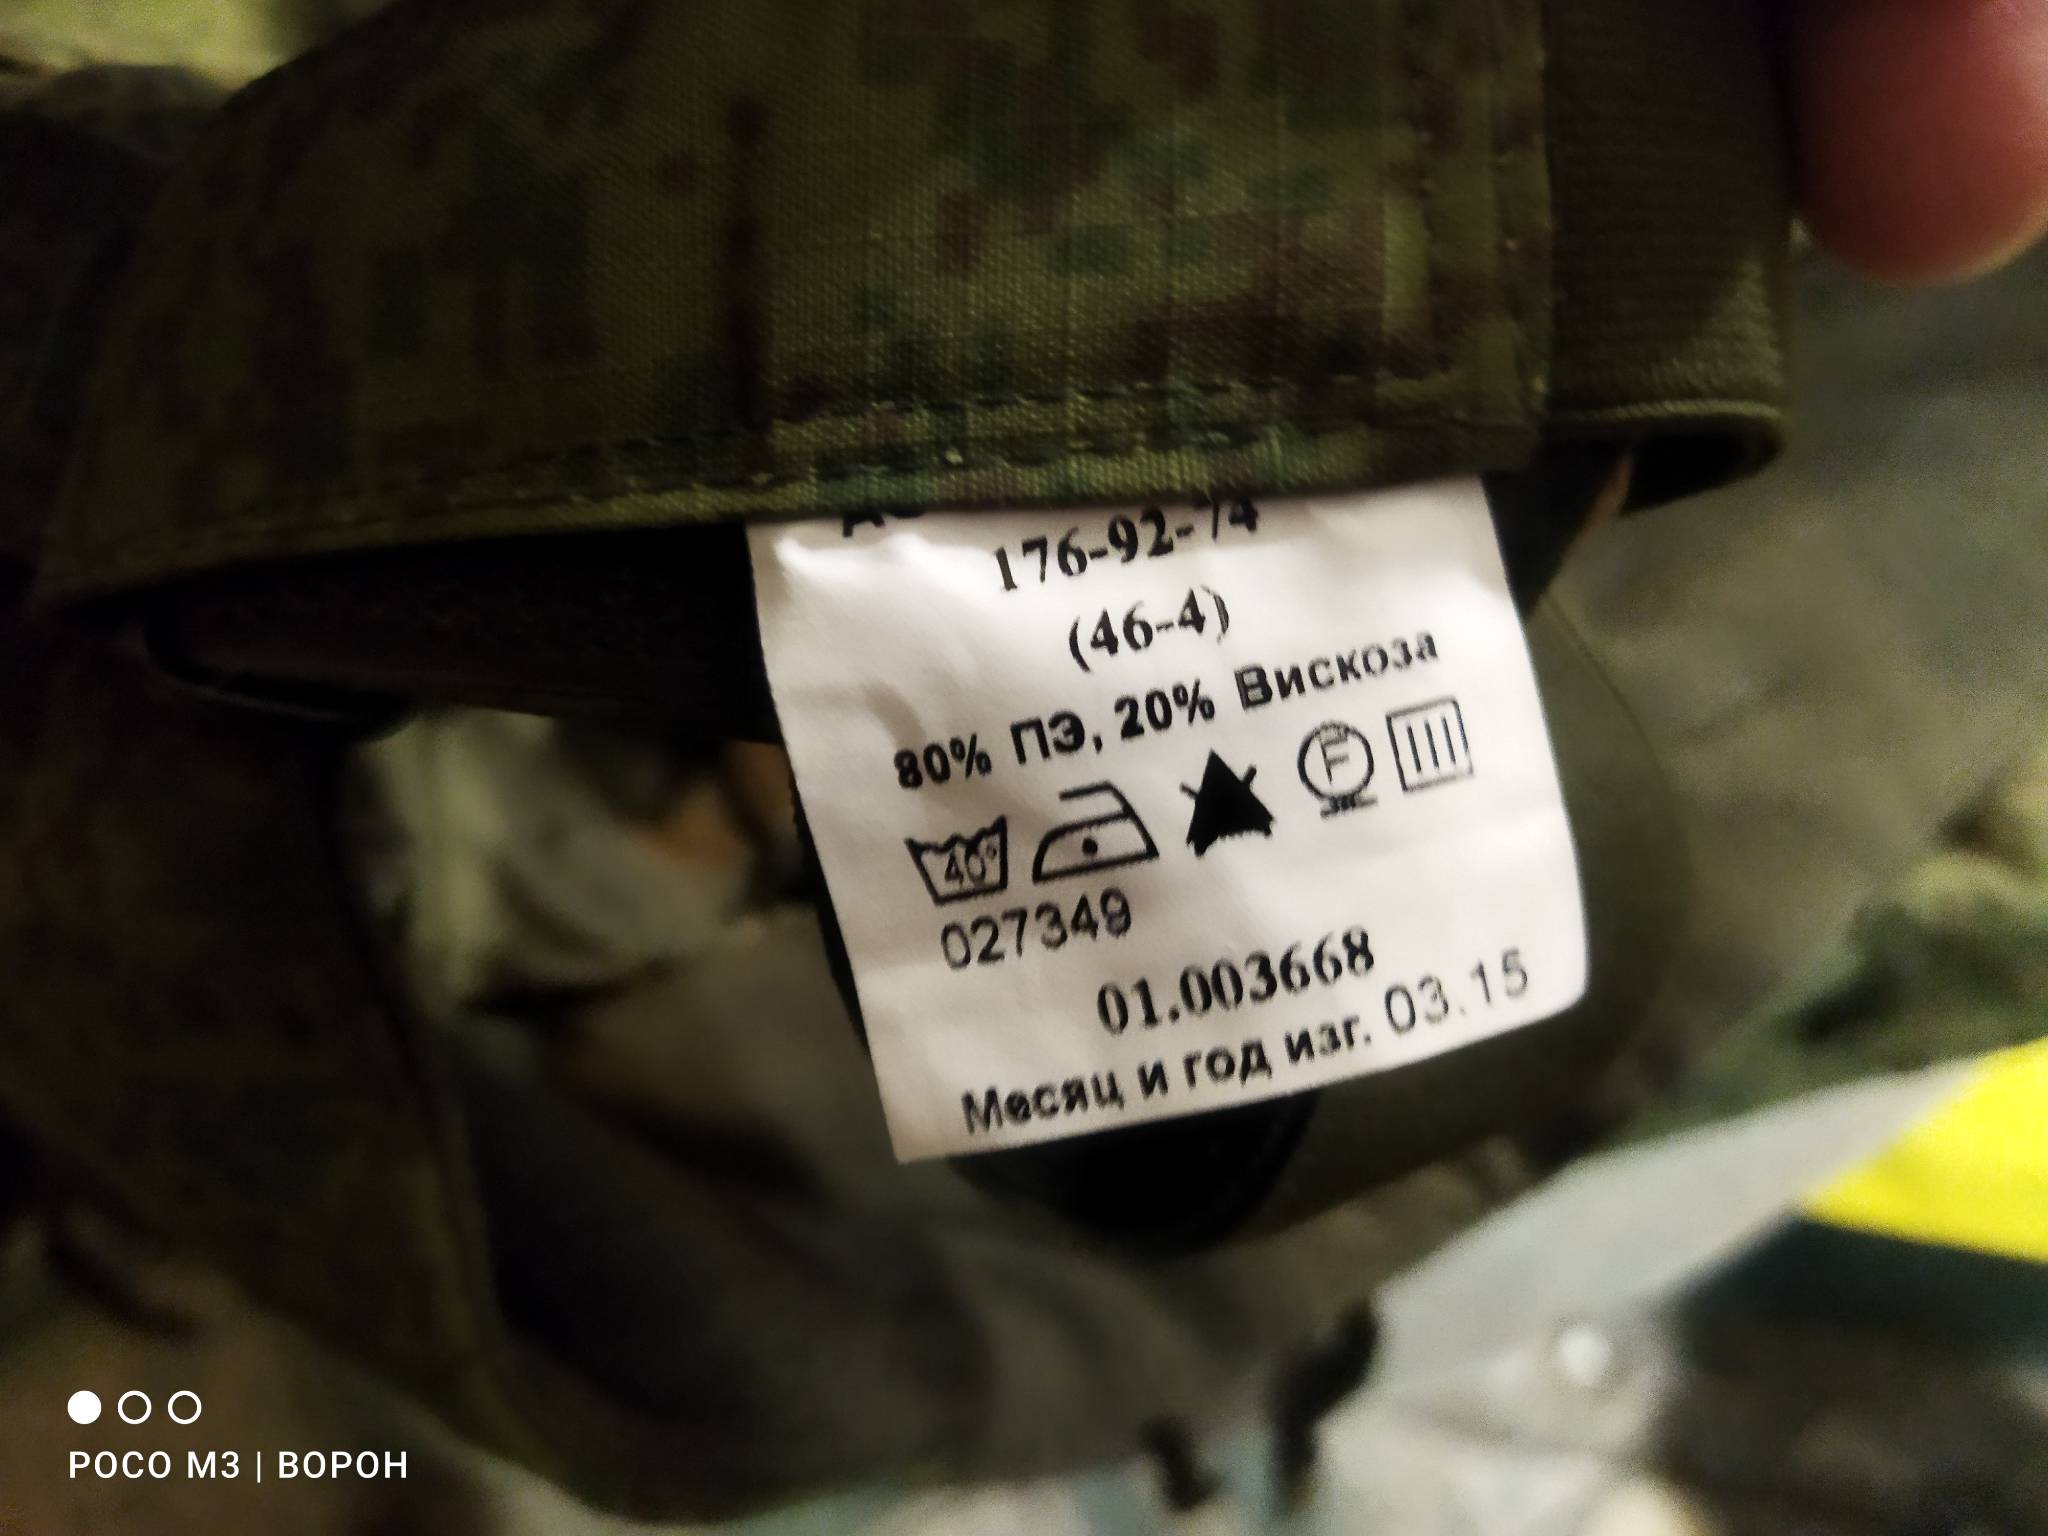 176-92-74
(46-4)
80% ПЭ, 20% Вискоза
F
40°
027349
01.003668
Месяц и год изг. 03.15
POCO M3 | ВОРОН